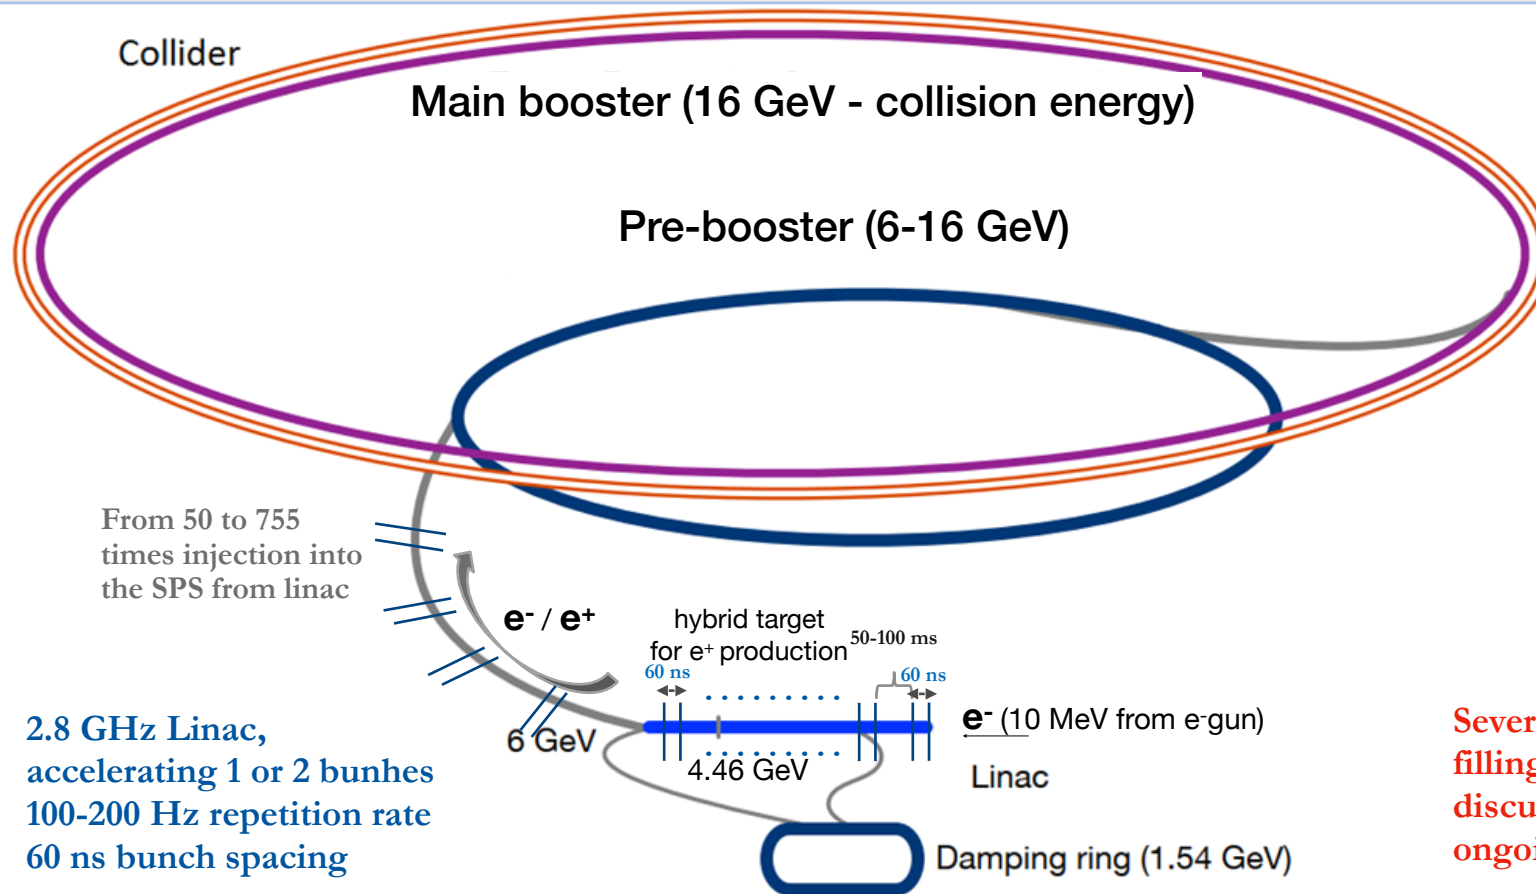 Collider
Main booster (16 GeV - collision energy)
Pre-booster (6-16 GeV)
From 50 to 755
times injection into
the SPS from linac
e- / e+
hybrid target
for e+ production
50-100 ms
60 ns
60 ns
e- (10 MeV from e-gun)
6 GeV
4.46 GeV
Linac
2.8 GHz Linac,
accelerating 1 or 2 bunhes
100-200 Hz repetition rate
60 ns bunch spacing
Damping ring (1.54 GeV)